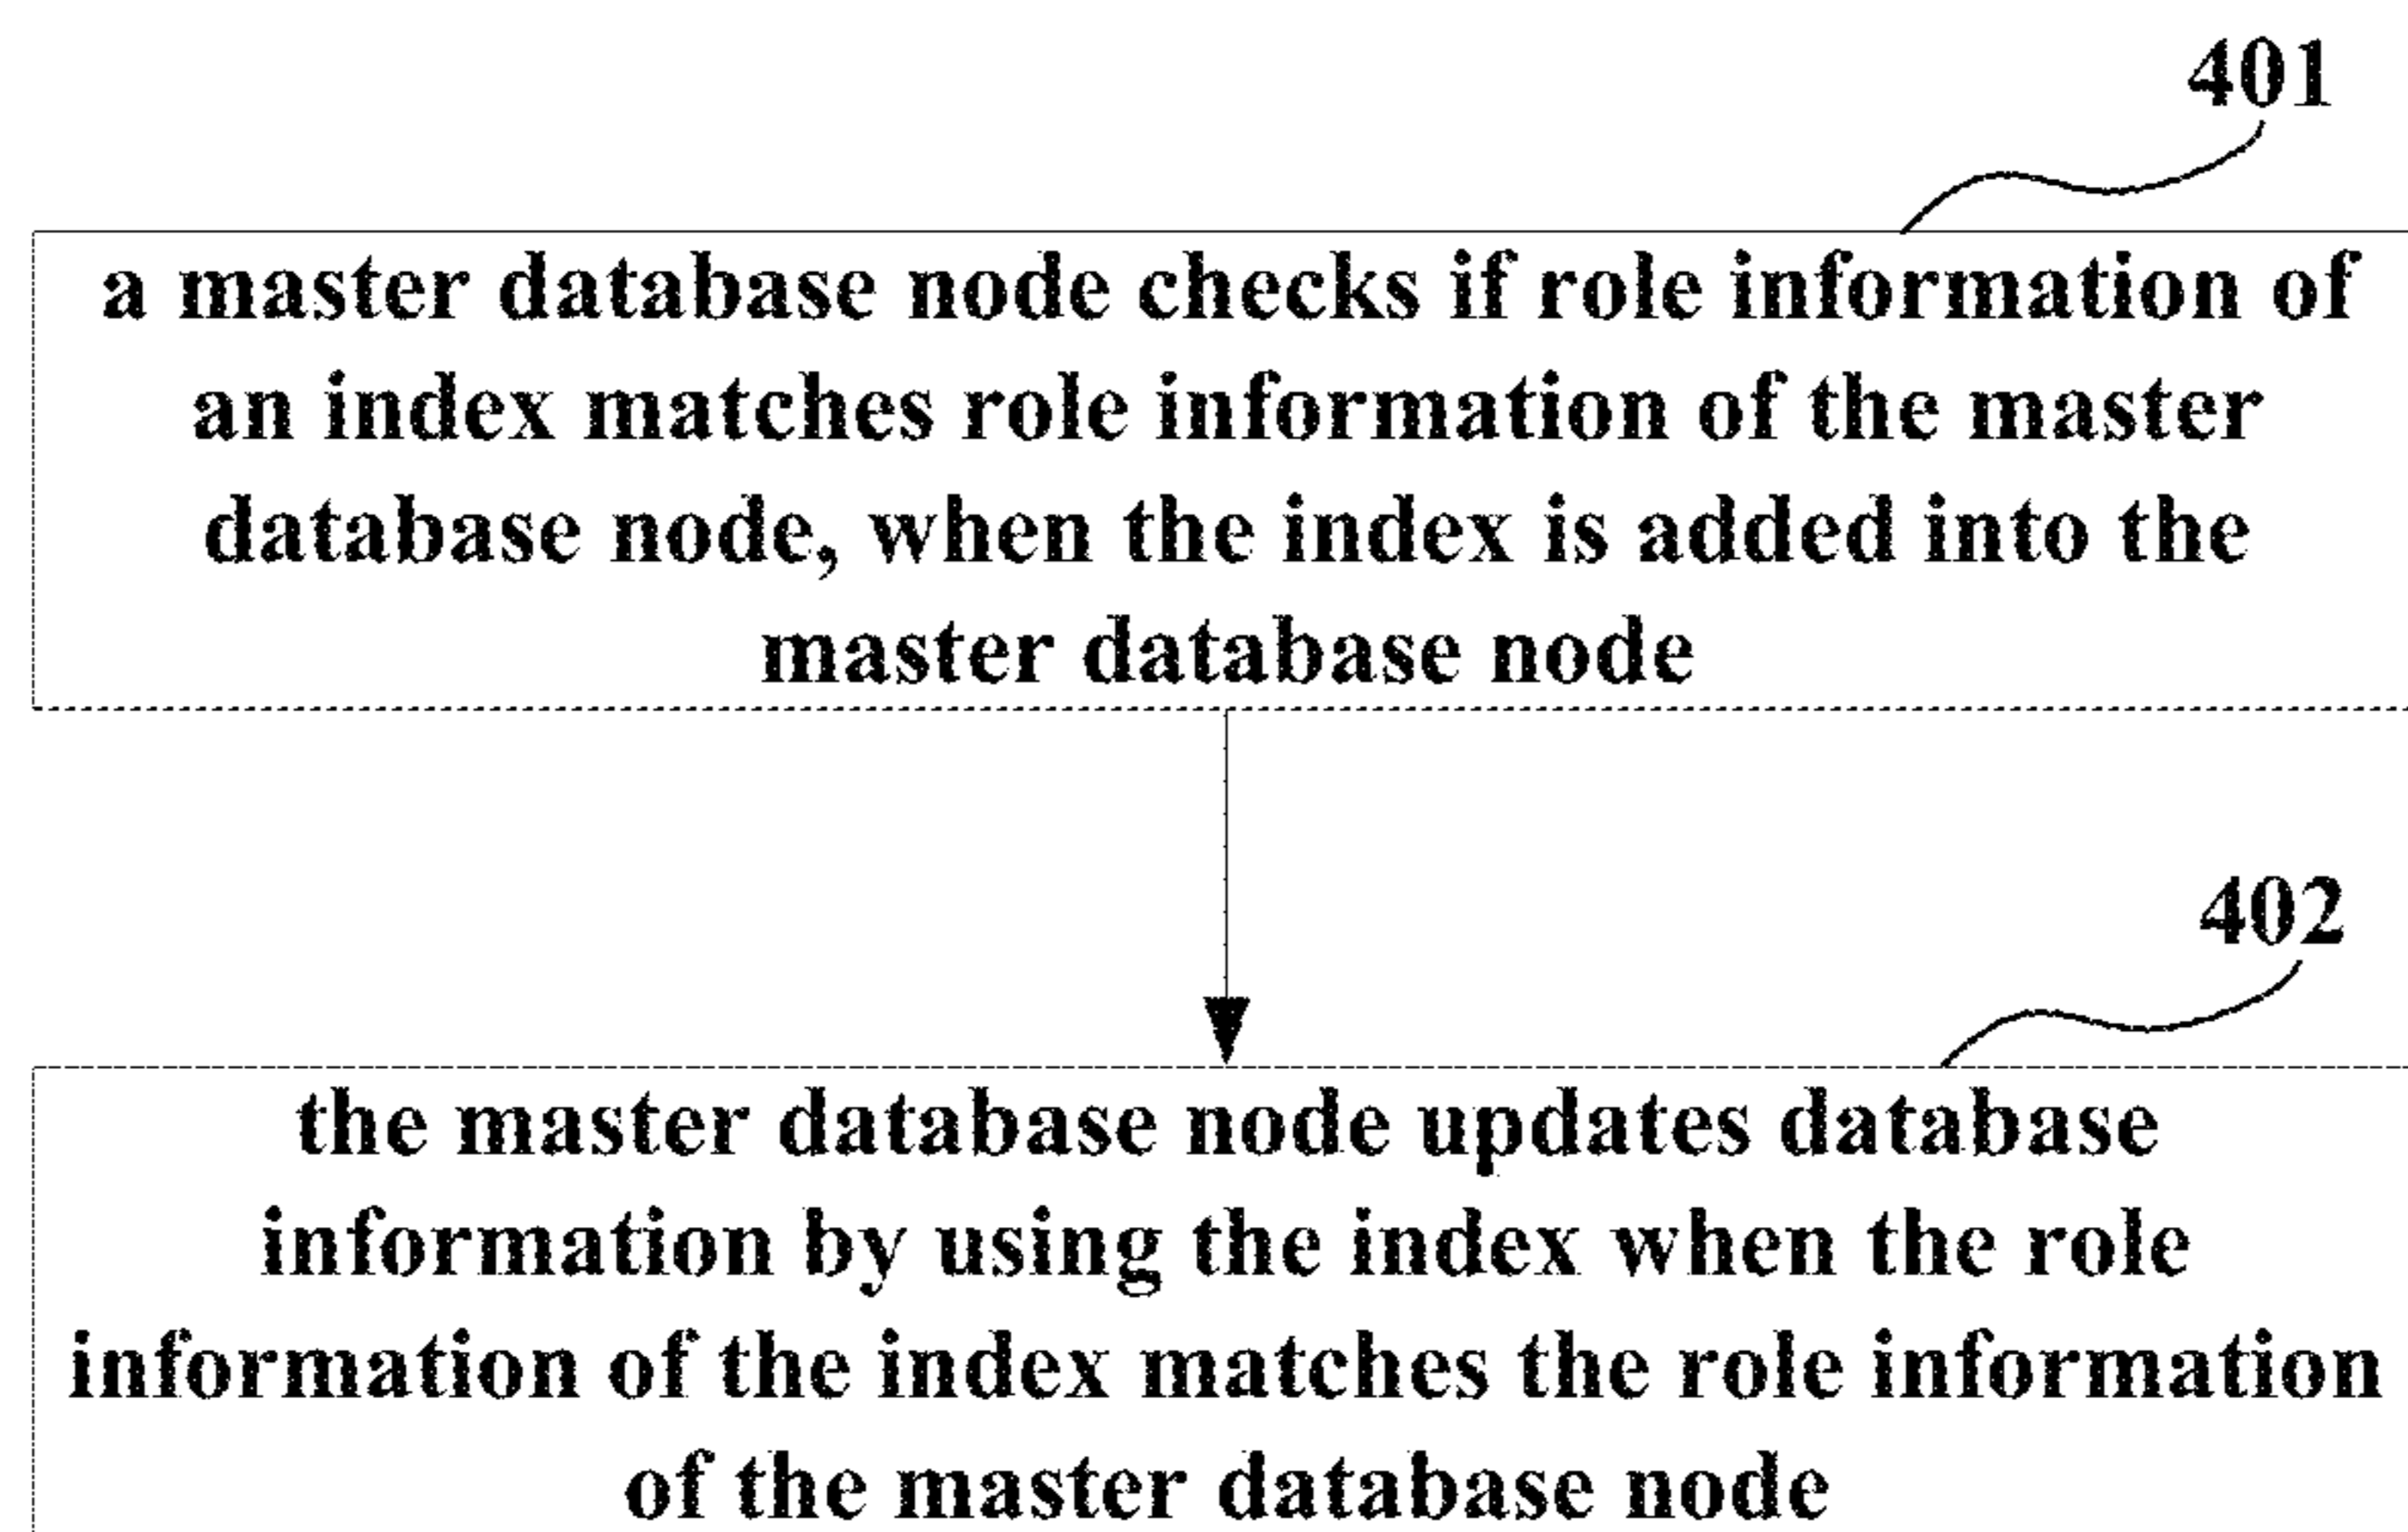 401
a master database node checks if role information of
an index matches role information of the master
database node, when the index is added into the
master database node
402
the master database node updates database
information by using the index when the role
information of the index matches the role information
of the master database node